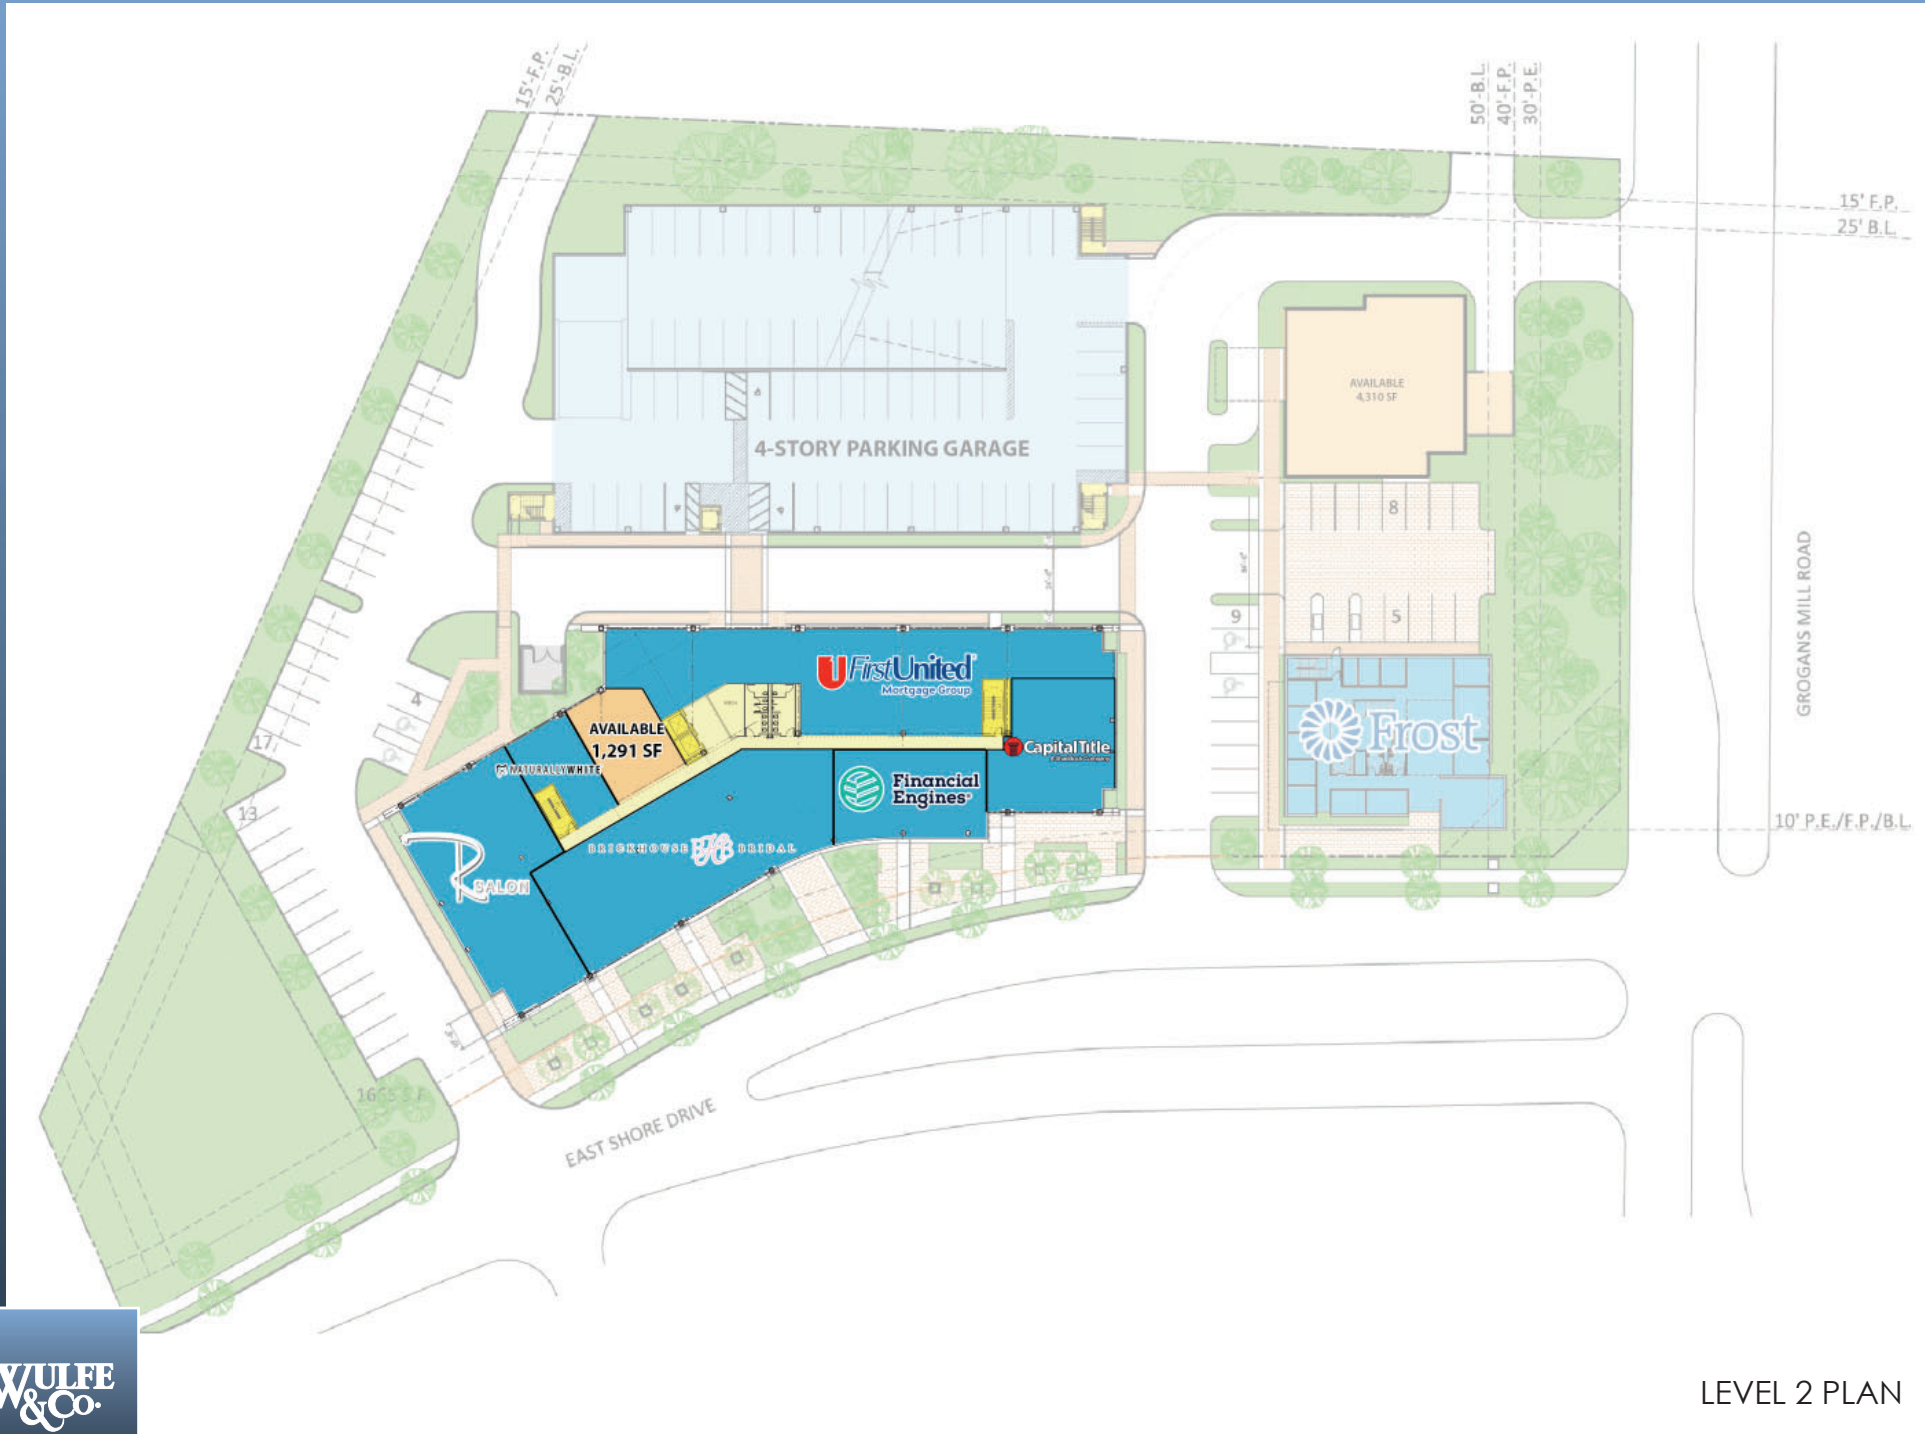 15'-F.P.
25'-B.L.
50'-B.L.
40'-F.P.
30'-P.E.
15' F.P.
25' B.L.
AVAILABLE
4,310 SF
4-STORY PARKING GARAGE
8
9
5
GROGANS MILL ROAD
FirstUnited
Mortgage Group
4
17
13
AVAILABLE
1,291 SF
NATURALLYWHITE
CapitalTitle
Financial
Engines
Frost
10' P.E./F.P./B.L.
BRICKHOUSE BHB BRIDAL
R SALON
1665 S.F.
EAST SHORE DRIVE
WULFE
&CO.
LEVEL 2 PLAN